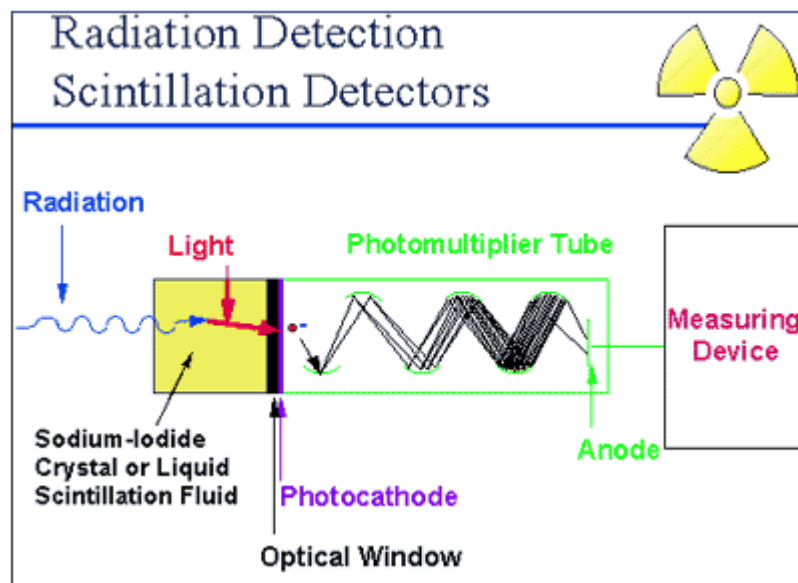 Radiation Detection
Scintillation Detectors
Radiation
Light
Photomultiplier Tube
Measuring
Device
Sodium-Iodide
Crystal or Liquid
Scintillation Fluid
Photocathode
Anode
Optical Window